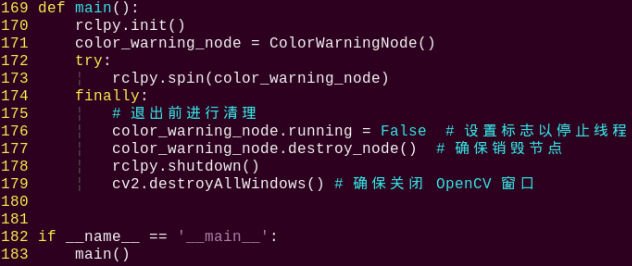 169 def main():
170     rclpy.init()
171     color_warning_node = ColorWarningNode()
172     try:
173         rclpy.spin(color_warning_node)
174     finally:
175         # 退出前进行清理
176         color_warning_node.running = False  # 设置标志以停止线程
177         color_warning_node.destroy_node()  # 确保销毁节点
178         rclpy.shutdown()
179         cv2.destroyAllWindows() # 确保关闭 OpenCV 窗口
180
181
182 if __name__ == '__main__':
183     main()